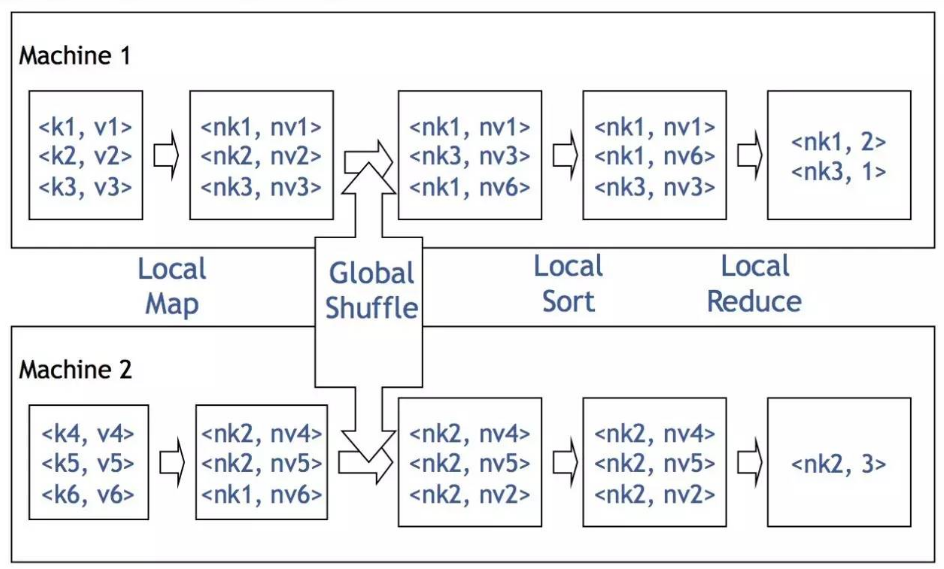 Machine 1
<k1, v1>
<k2, v2>
<k3, v3>
<nk1, nv1>
<nk2, nv2>
<nk3, nv3>
<nk1, nv1>
<nk3, nv3>
<nk1, nv6>
<nk1, nv1>
<nk1, nv6>
<nk3, nv3>
<nk1, 2>
<nk3, 1>
Local
Map
Global
Shuffle
Local
Sort
Local
Reduce
Machine 2
<k4, v4>
<k5, v5>
<k6, v6>
<nk2, nv4>
<nk2, nv5>
<nk1, nv6>
<nk2, nv4>
<nk2, nv5>
<nk2, nv2>
<nk2, nv4>
<nk2, nv5>
<nk2, nv2>
<nk2, 3>